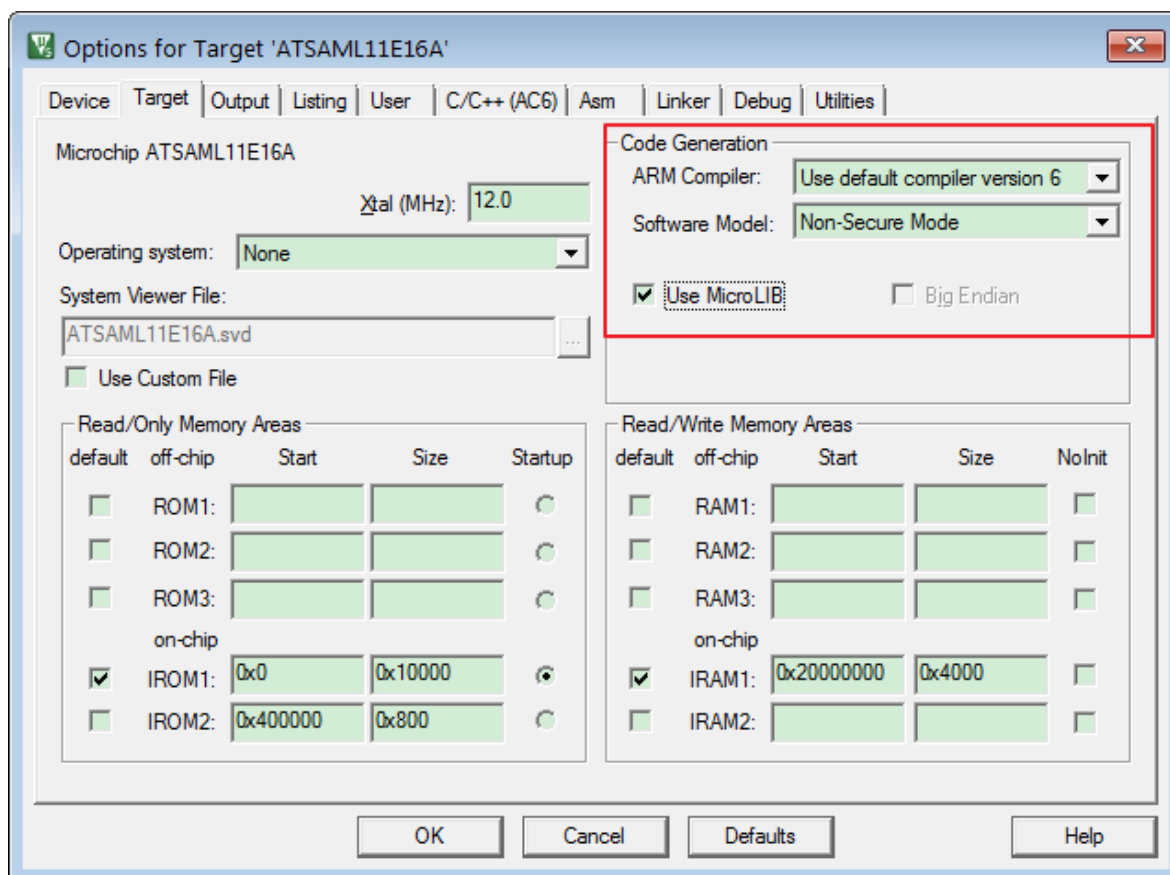 Options for Target 'ATSAML11E16A'
Device Target Output Listing User C/C++ (AC6) Asm Linker Debug Utilities
Microchip ATSAML11E16A
Xtal (MHz): 12.0
Operating system: None
System Viewer File:
ATSAML11E16A.svd ...
Use Custom File
Code Generation
ARM Compiler: Use default compiler version 6
Software Model: Non-Secure Mode
Use MicroLIB Big Endian
Read/Only Memory Areas
default off-chip Start Size Startup
ROM1:
ROM2:
ROM3:
on-chip
IROM1: 0x0 0x10000
IROM2: 0x400000 0x800
Read/Write Memory Areas
default off-chip Start Size NoInit
RAM1:
RAM2:
RAM3:
on-chip
IRAM1: 0x20000000 0x4000
IRAM2:
OK Cancel Defaults Help